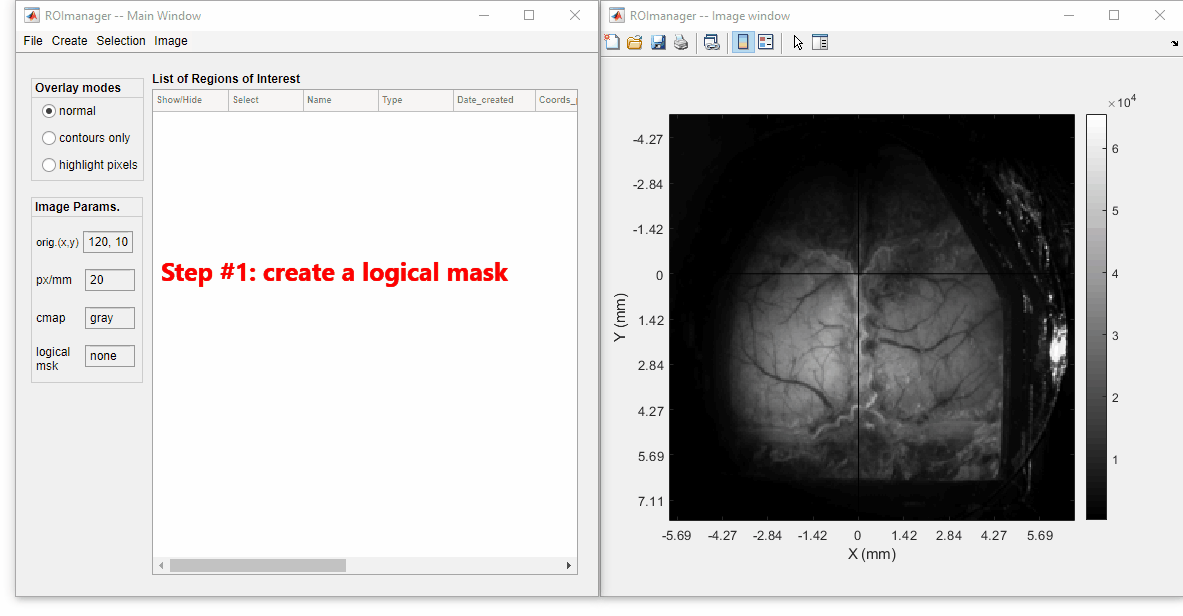 ROImanager -- Main Window
File Create Selection Image
Overlay modes
normal
contours only
highlight pixels
Image Params.
orig.(x,y) 120, 10
px/mm 20
cmap gray
logical
msk none
List of Regions of Interest
Show/Hide Select Name Type Date_created Coords_
Step #1: create a logical mask
ROImanager -- Image window
×10^4
6
5
4
3
2
1
-4.27
-2.84
-1.42
0
1.42
2.84
4.27
5.69
7.11
Y (mm)
-5.69 -4.27 -2.84 -1.42 0 1.42 2.84 4.27 5.69
X (mm)